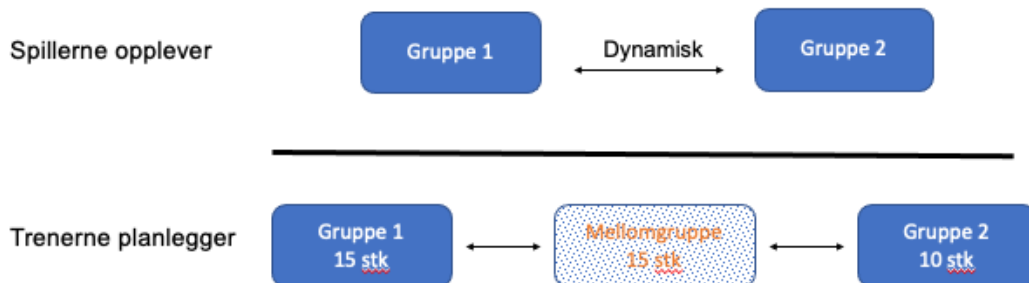 Spillerne opplever
Gruppe 1
Dynamisk
Gruppe 2
Trenerne planlegger
Gruppe 1
15 stk
Mellomgruppe
15 stk
Gruppe 2
10 stk